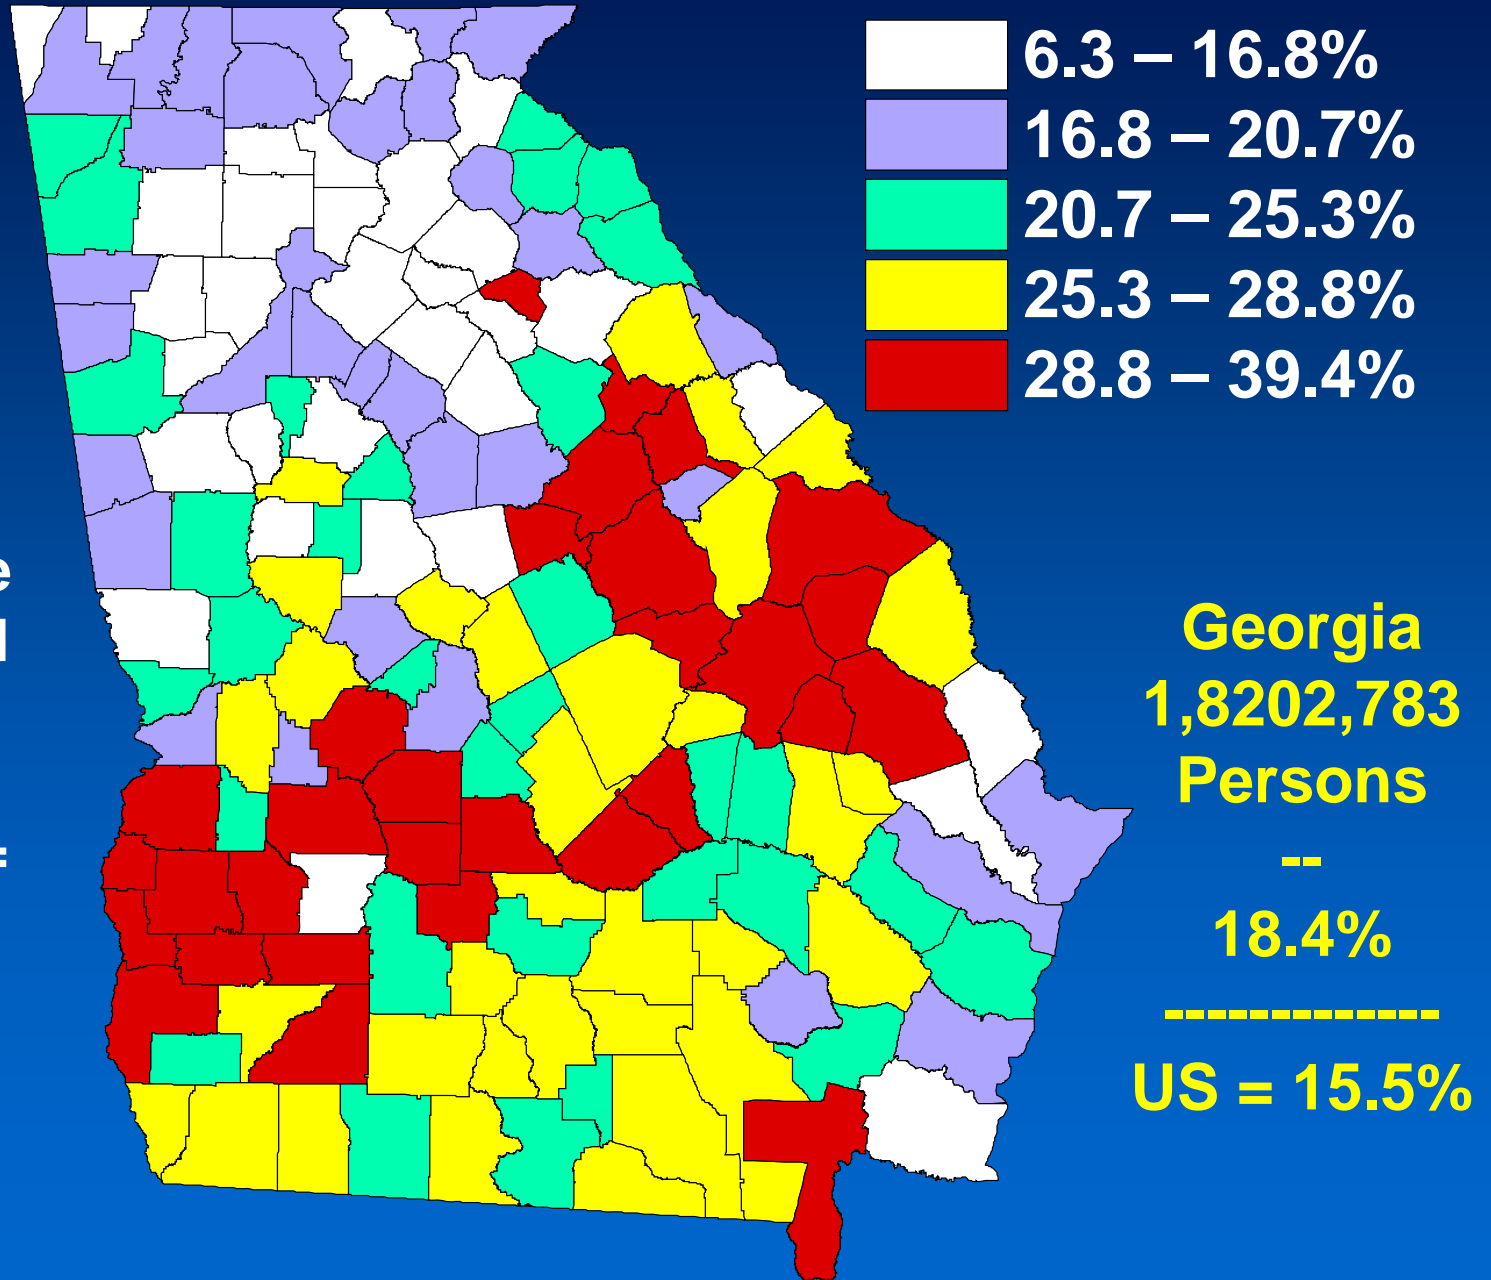 6.3 – 16.8%
16.8 – 20.7%
20.7 – 25.3%
25.3 – 28.8%
28.8 – 39.4%
Georgia
1,8202,783
Persons
--
18.4%
-------------
US = 15.5%